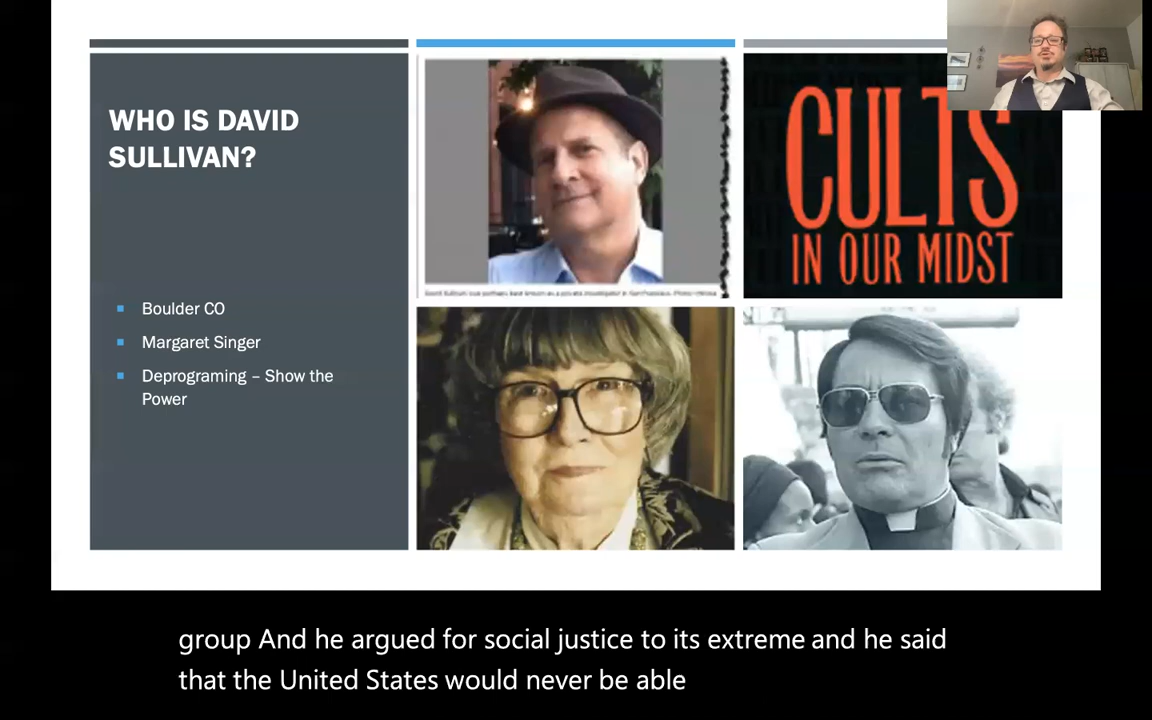 WHO IS DAVID
SULLIVAN?
Boulder CO
Margaret Singer
Deprograming – Show the
Power
CULTS
IN OUR MIDST
group And he argued for social justice to its extreme and he said
that the United States would never be able